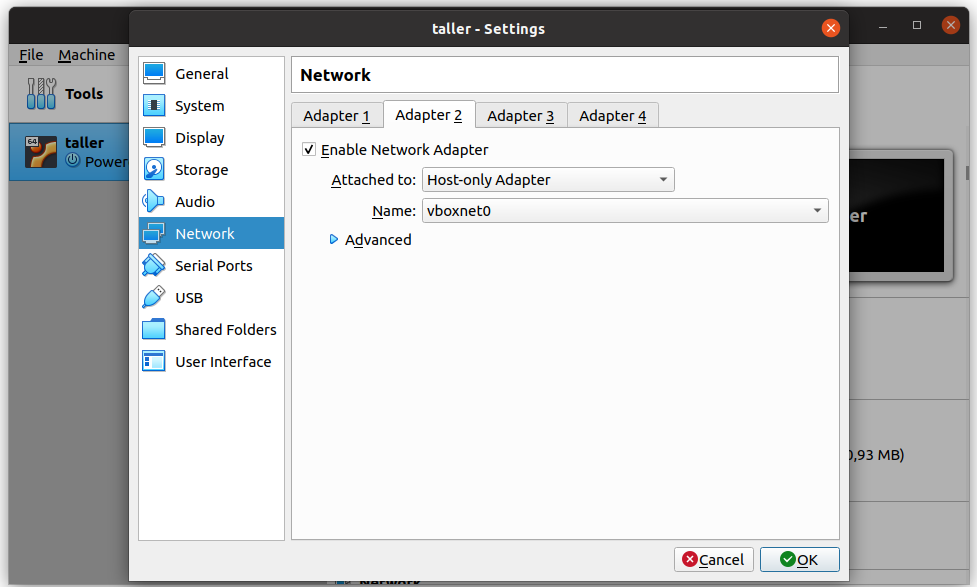 taller - Settings
File Machine
Tools
64
taller
Power
General
System
Display
Storage
Audio
Network
Serial Ports
USB
Shared Folders
User Interface
Network
Adapter 1
Adapter 2
Adapter 3
Adapter 4
Enable Network Adapter
Attached to: Host-only Adapter
Name: vboxnet0
Advanced
er
0,93 MB)
Cancel
OK
Network